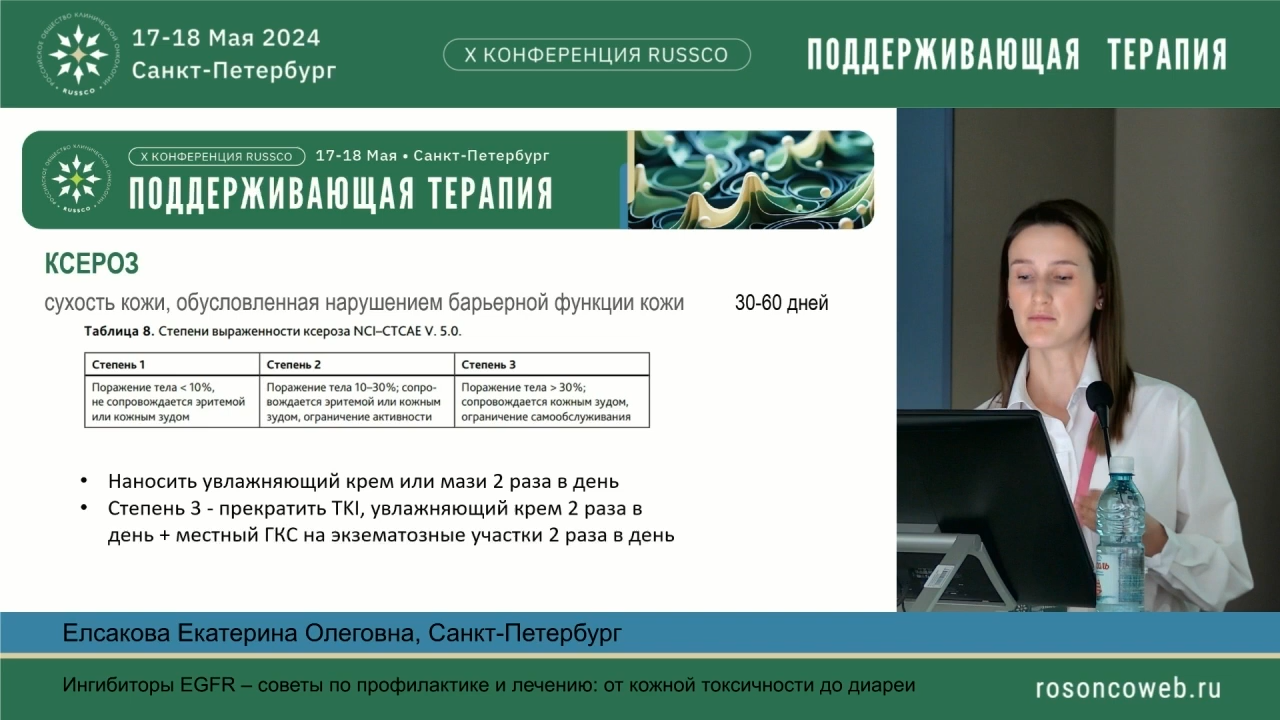 17-18 Мая 2024
Санкт-Петербург
X КОНФЕРЕНЦИЯ RUSSCO
ПОДДЕРЖИВАЮЩАЯ ТЕРАПИЯ
РОССИЙСКОЕ ОБЩЕСТВО КЛИНИЧЕСКОЙ ОНКОЛОГИИ
• RUSSCO •
X КОНФЕРЕНЦИЯ RUSSCO 17-18 Мая • Санкт-Петербург
ПОДДЕРЖИВАЮЩАЯ ТЕРАПИЯ
• RUSSCO •
КСЕРОЗ
сухость кожи, обусловленная нарушением барьерной функции кожи 30-60 дней
Таблица 8. Степени выраженности ксероза NCI–CTCAE V. 5.0.
Степень 1
Поражение тела < 10%,
не сопровождается эритемой
или кожным зудом
Степень 2
Поражение тела 10–30%; сопро-
вождается эритемой или кожным
зудом, ограничение активности
Степень 3
Поражение тела > 30%;
сопровождается кожным зудом,
ограничение самообслуживания
• Наносить увлажняющий крем или мази 2 раза в день
• Степень 3 - прекратить TKI, увлажняющий крем 2 раза в
день + местный ГКС на экзематозные участки 2 раза в день
Елсакова Екатерина Олеговна, Санкт-Петербург
Ингибиторы EGFR – советы по профилактике и лечению: от кожной токсичности до диареи
rosoncoweb.ru